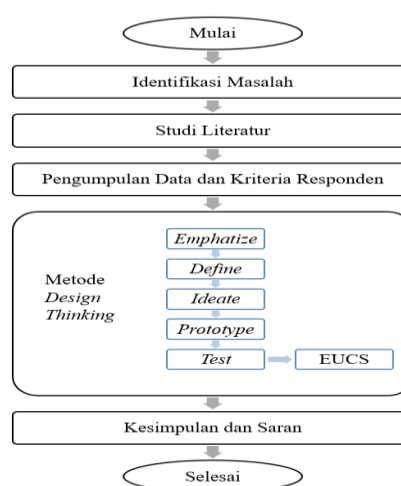 Mulai
Identifikasi Masalah
Studi Literatur
Pengumpulan Data dan Kriteria Responden
Metode
Design
Thinking
Emphatize
Define
Ideate
Prototype
Test
EUCS
Kesimpulan dan Saran
Selesai